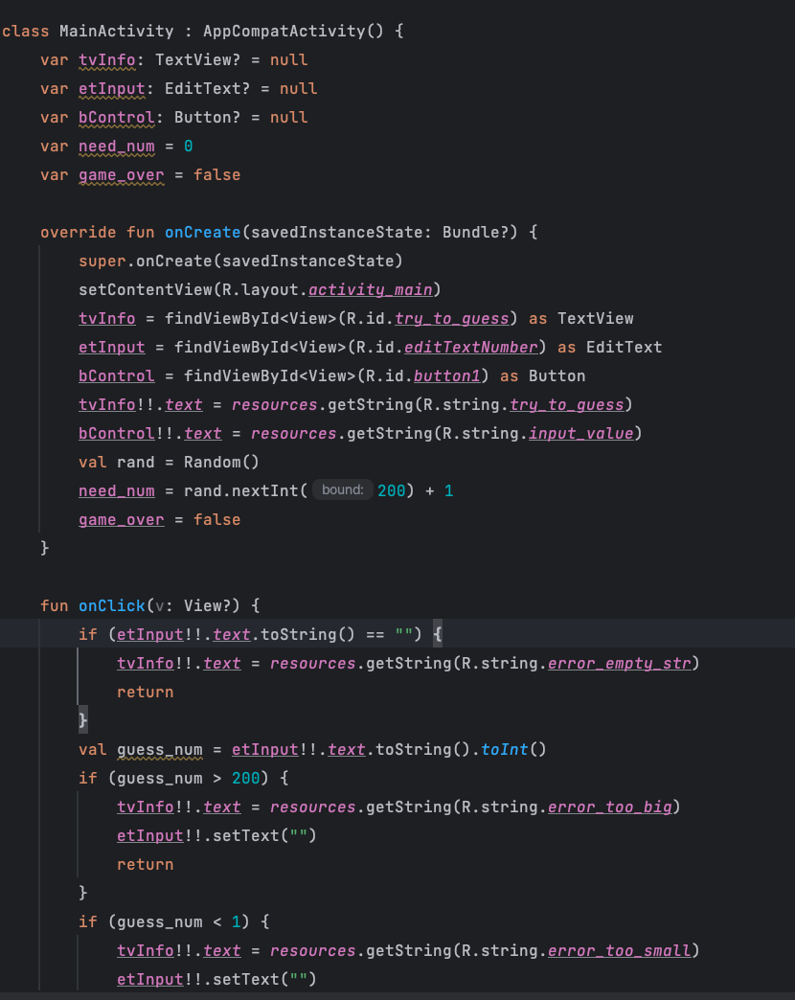 class MainActivity : AppCompatActivity() {
    var tvInfo: TextView? = null
    var etInput: EditText? = null
    var bControl: Button? = null
    var need_num = 0
    var game_over = false

    override fun onCreate(savedInstanceState: Bundle?) {
        super.onCreate(savedInstanceState)
        setContentView(R.layout.activity_main)
        tvInfo = findViewById<View>(R.id.try_to_guess) as TextView
        etInput = findViewById<View>(R.id.editTextNumber) as EditText
        bControl = findViewById<View>(R.id.button1) as Button
        tvInfo!!.text = resources.getString(R.string.try_to_guess)
        bControl!!.text = resources.getString(R.string.input_value)
        val rand = Random()
        need_num = rand.nextInt( bound: 200) + 1
        game_over = false
    }

    fun onClick(v: View?) {
        if (etInput!!.text.toString() == "") {
            tvInfo!!.text = resources.getString(R.string.error_empty_str)
            return
        }
        val guess_num = etInput!!.text.toString().toInt()
        if (guess_num > 200) {
            tvInfo!!.text = resources.getString(R.string.error_too_big)
            etInput!!.setText("")
            return
        }
        if (guess_num < 1) {
            tvInfo!!.text = resources.getString(R.string.error_too_small)
            etInput!!.setText("")